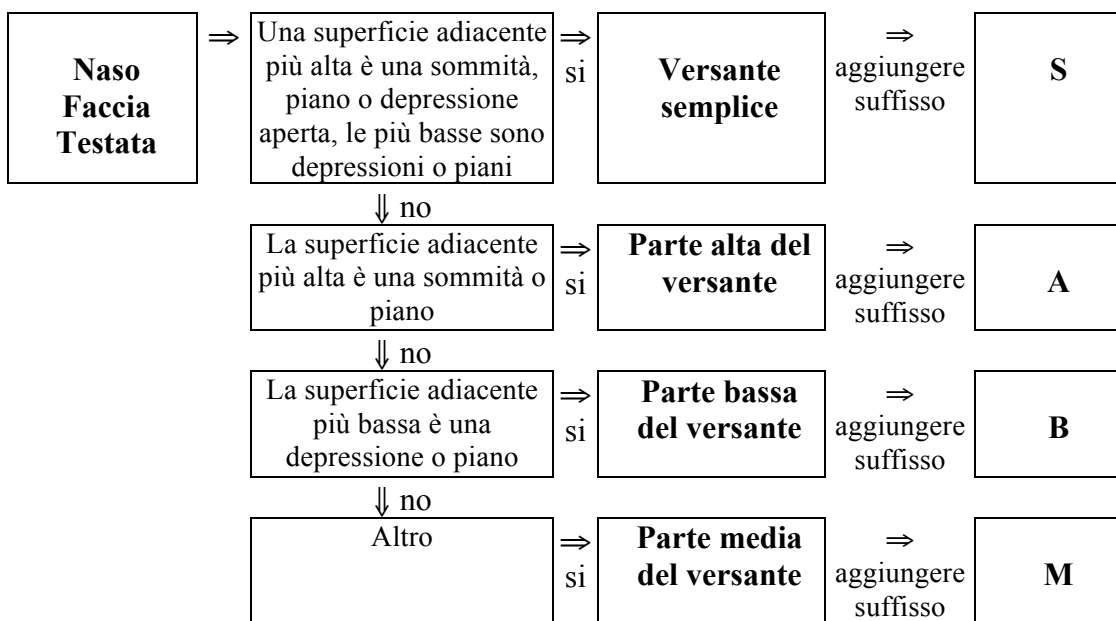 Naso
Faccia
Testata
⇒
Una superficie adiacente
più alta è una sommità,
piano o depressione
aperta, le più basse sono
depressioni o piani
⇒
si
Versante
semplice
⇒
aggiungere
suffisso
S
⇓ no
La superficie adiacente
più alta è una sommità o
piano
⇒
si
Parte alta del
versante
⇒
aggiungere
suffisso
A
⇓ no
La superficie adiacente
più bassa è una
depressione o piano
⇒
si
Parte bassa
del versante
⇒
aggiungere
suffisso
B
⇓ no
Altro
⇒
si
Parte media
del versante
⇒
aggiungere
suffisso
M